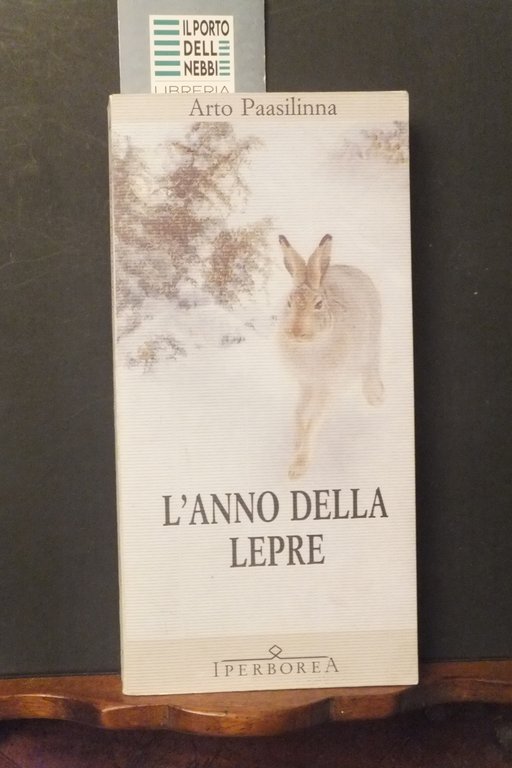 IL PORTO
DELL
NEBBI
LIBRERIA
Arto Paasilinna
L'ANNO DELLA
LEPRE
IPERBOREA